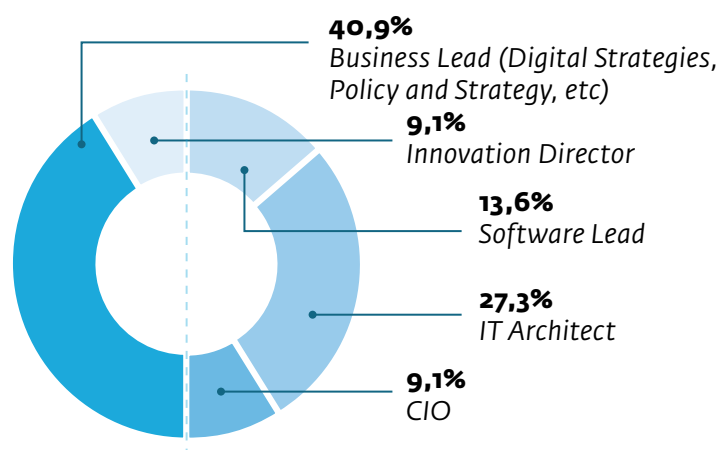 40,9%
Business Lead (Digital Strategies,
Policy and Strategy, etc)
9,1%
Innovation Director
13,6%
Software Lead
27,3%
IT Architect
9,1%
CIO